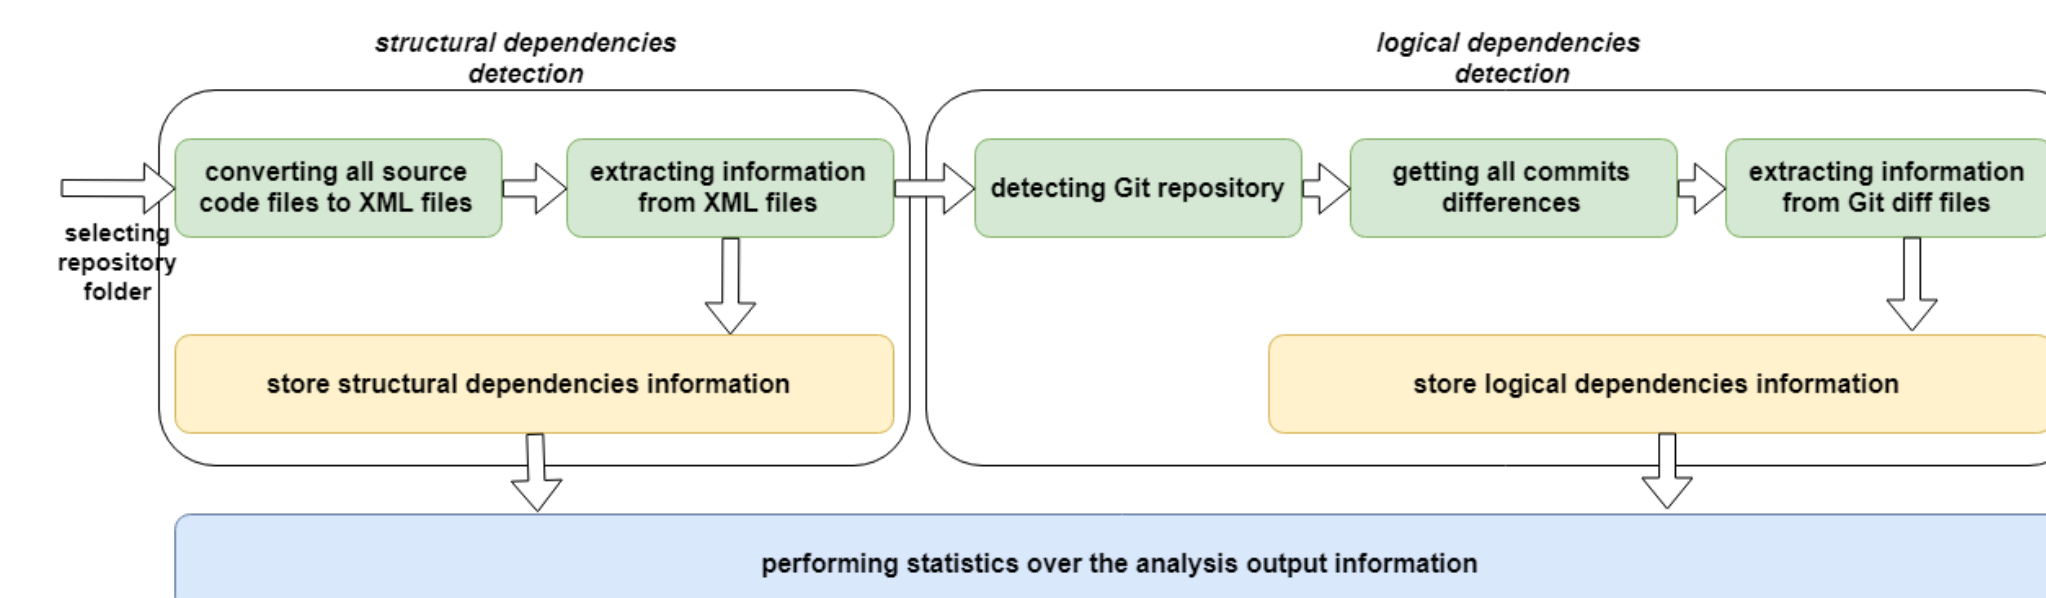 structural dependencies
detection
logical dependencies
detection
converting all source
code files to XML files
extracting information
from XML files
detecting Git repository
getting all commits
differences
extracting information
from Git diff files
selecting
repository
folder
store structural dependencies information
store logical dependencies information
performing statistics over the analysis output information